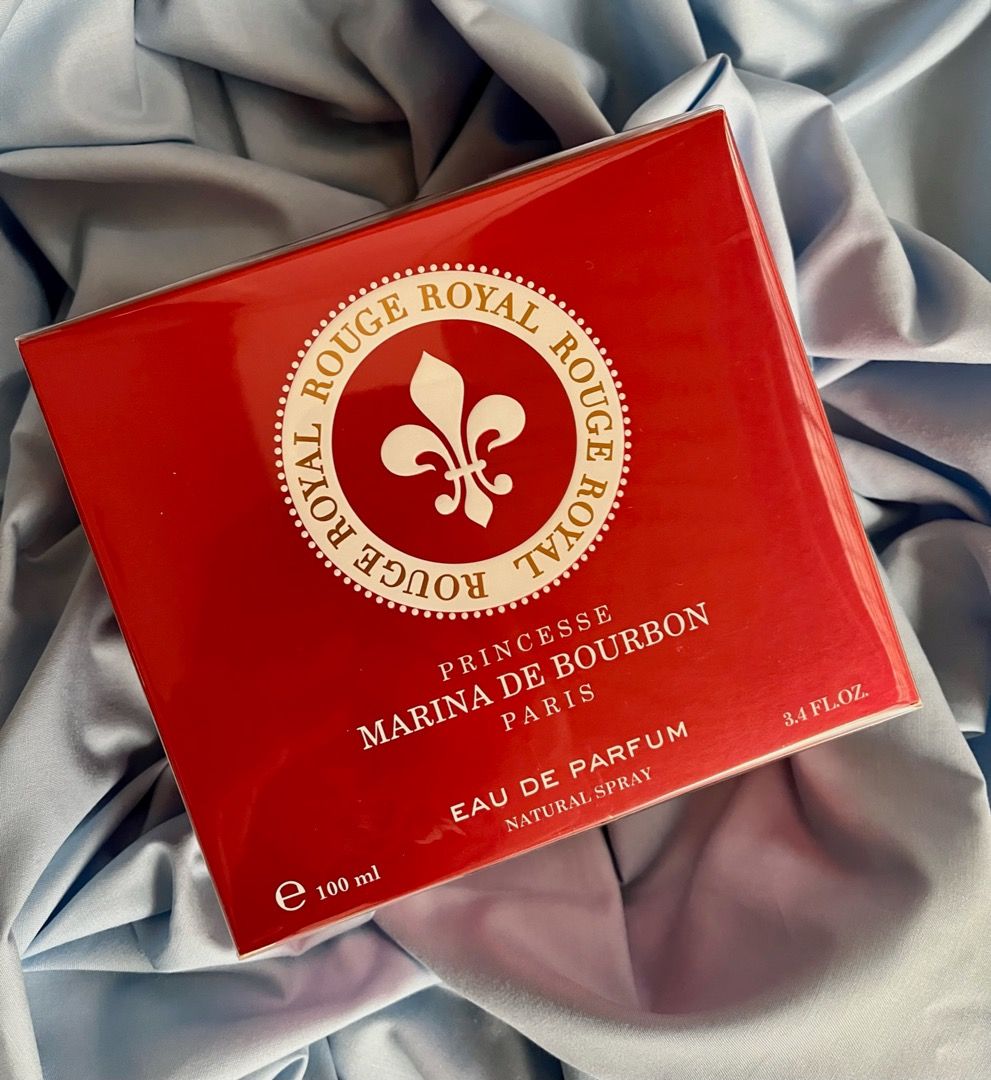 ROUGE ROYAL ROUGE ROYAL ROUGE ROYAL
PRINCESSE
MARINA DE BOURBON
PARIS
EAU DE PARFUM
NATURAL SPRAY
3.4 FL.OZ.
℮ 100 ml